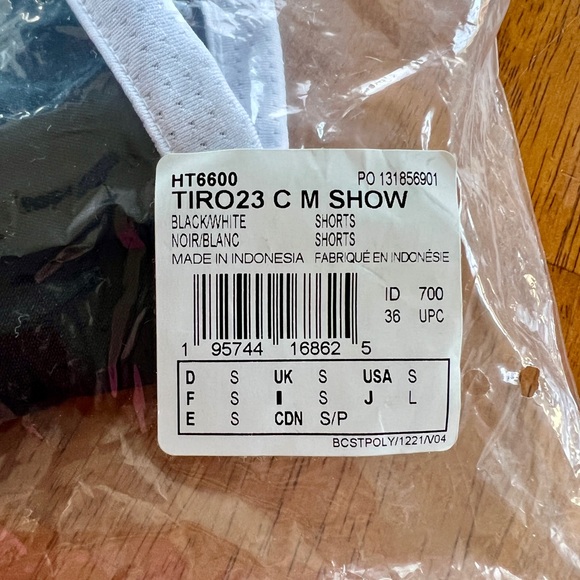 HT6600 PO 131856901
TIRO23 C M SHOW
BLACK/WHITE SHORTS
NOIR/BLANC SHORTS
MADE IN INDONESIA FABRIQUÉ EN INDONÉSIE
ID 700
36 UPC
1 95744 16862 5
D S UK S USA S
F S I S J L
E S CDN S/P
BCSTPOLY/1221/V04